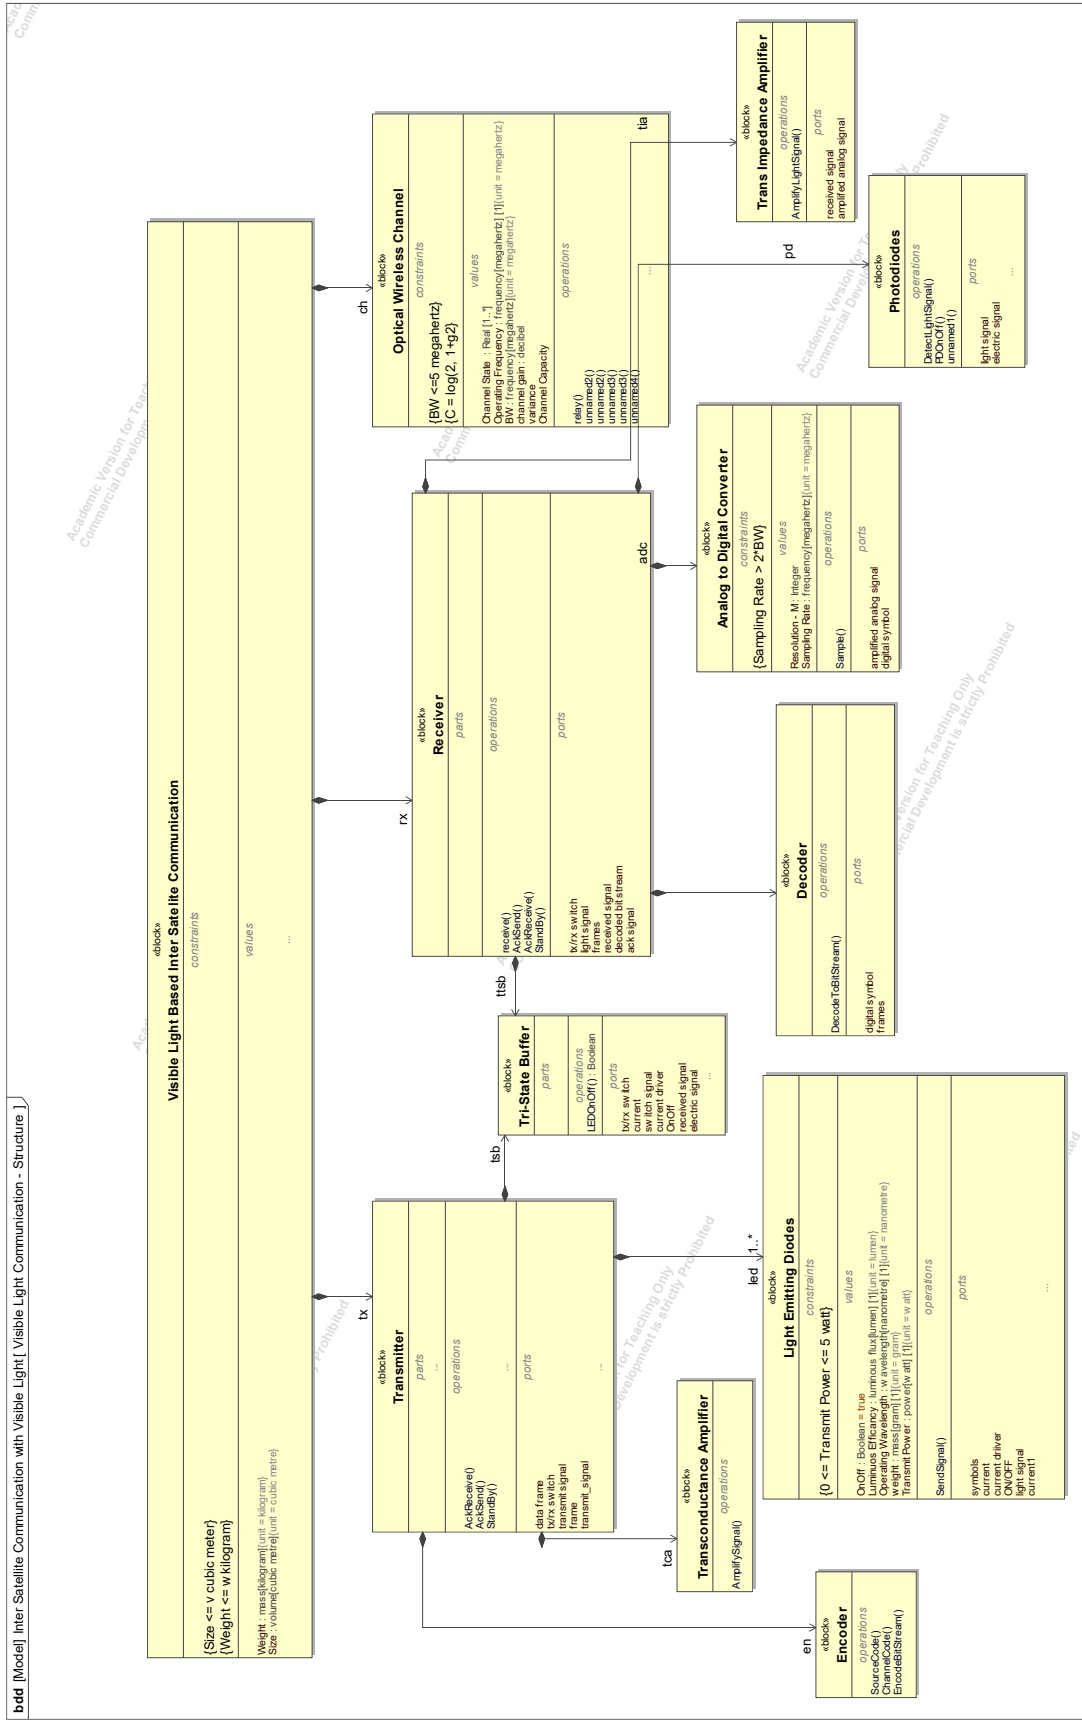 bdd [Model] Inter Satellite Communication with Visible Light [ Visible Light Communication - Structure ]
«block»
Visible Light Based Inter Satelite Communication
constraints
{Size <= v cubic meter}
{Weight <= w kilogram}
values
Weight : mass[kilogram]{unit = kilogram}
Size : volume[cubic metre]{unit = cubic metre}
...
tx
rx
ch
«block»
Transmitter
parts
...
operations
AckReceive()
AckSend()
StandBy()
...
ports
data frame
tx/rx switch
transmit signal
frame
transmit_signal
...
«block»
Receiver
parts
operations
receive()
AckSend()
AckReceive()
StandBy()
ports
tx/rx switch
light signal
frames
received signal
decoded bit stream
ack signal
«block»
Optical Wireless Channel
constraints
{BW <=5 megahertz}
{C = log(2, 1+g2}
values
Channel State : Real [1..*]
Operating Frequency : frequency[megahertz] [1]{unit = megahertz}
BW : frequency[megahertz]{unit = megahertz}
channel gain : decibel
variance
Channel Capacity
operations
relay()
unnamed2()
unnamed2()
unnamed3()
unnamed3()
unnamed4()
...
tsb
ttsb
«block»
Tri-State Buffer
parts
operations
LEDOnOff() : Boolean
ports
tx/rx switch
current
switch signal
current driver
OnOff
received signal
electric signal
...
en
tca
led
1..*
adc
pd
tia
«block»
Encoder
operations
SourceCode()
ChannelCode()
EncodeBitStream()
«block»
Transconductance Amplifier
operations
AmplifySignal()
«block»
Light Emitting Diodes
constraints
{0 <= Transmit Power <= 5 watt}
values
OnOff : Boolean = true
Luminuos Efficancy : luminous flux[lumen] [1]{unit = lumen}
Operating Wavelength : wavelength[nanometre] [1]{unit = nanometre}
weight : mass[gram] [1]{unit = gram}
Transmit Power : power[watt] [1]{unit = watt}
operations
SendSignal()
ports
symbols
current
current driiver
ON/OFF
light signal
current1
...
«block»
Decoder
operations
DecodeToBitStream()
ports
digital symbol
frames
«block»
Analog to Digital Converter
constraints
{Sampling Rate > 2*BW}
values
Resolution - M : Integer
Sampling Rate : frequency[megahertz]{unit = megahertz}
operations
Sample()
ports
amplified analog signal
digital symbol
«block»
Photodiodes
operations
DetectLightSignal()
PDOnOff()
unnamed1()
ports
light signal
electric signal
...
«block»
Trans Impedance Amplifier
operations
AmplifyLightSignal()
ports
received signal
amplifed analog signal